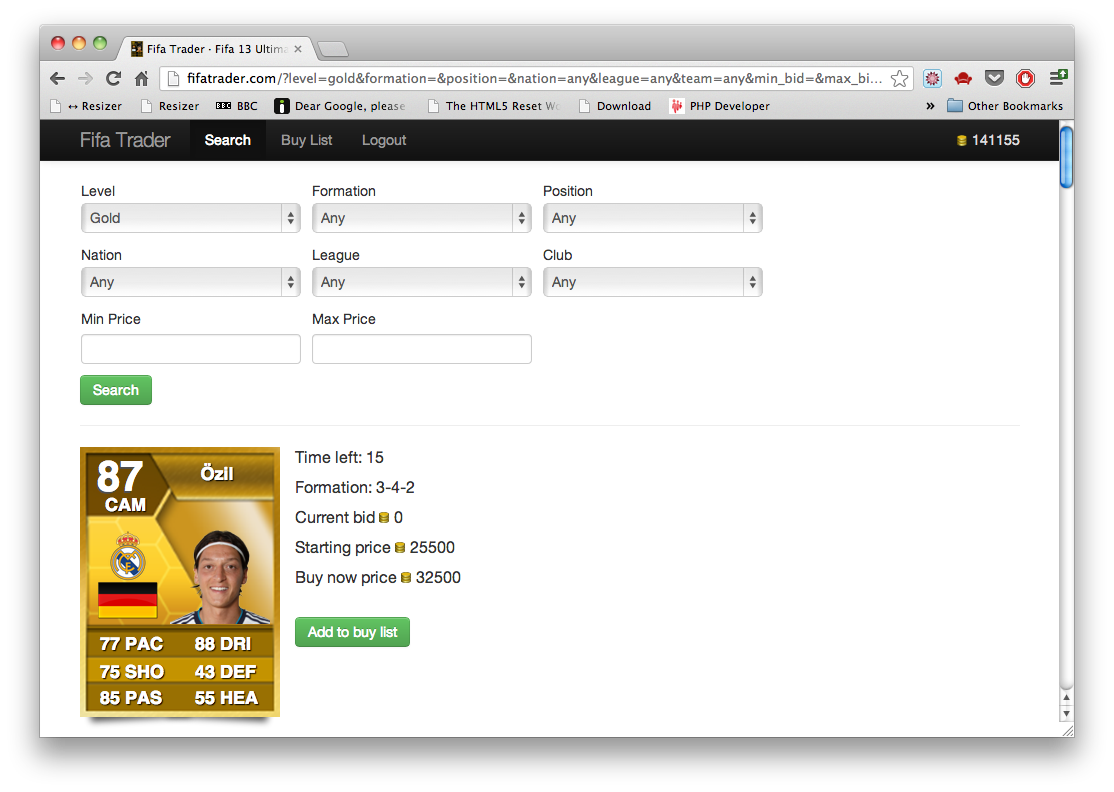 Fifa Trader · Fifa 13 Ultima
fifatrader.com/?level=gold&formation=&position=&nation=any&league=any&team=any&min_bid=&max_bi...
↔ Resizer Resizer BBC BBC Dear Google, please The HTML5 Reset Wo Download PHP Developer » Other Bookmarks
Fifa Trader Search Buy List Logout 141155
Level Formation Position
Gold Any Any
Nation League Club
Any Any Any
Min Price Max Price
Search
87 Özil
CAM
77 PAC 88 DRI
75 SHO 43 DEF
85 PAS 55 HEA
Time left: 15
Formation: 3-4-2
Current bid 0
Starting price 25500
Buy now price 32500
Add to buy list